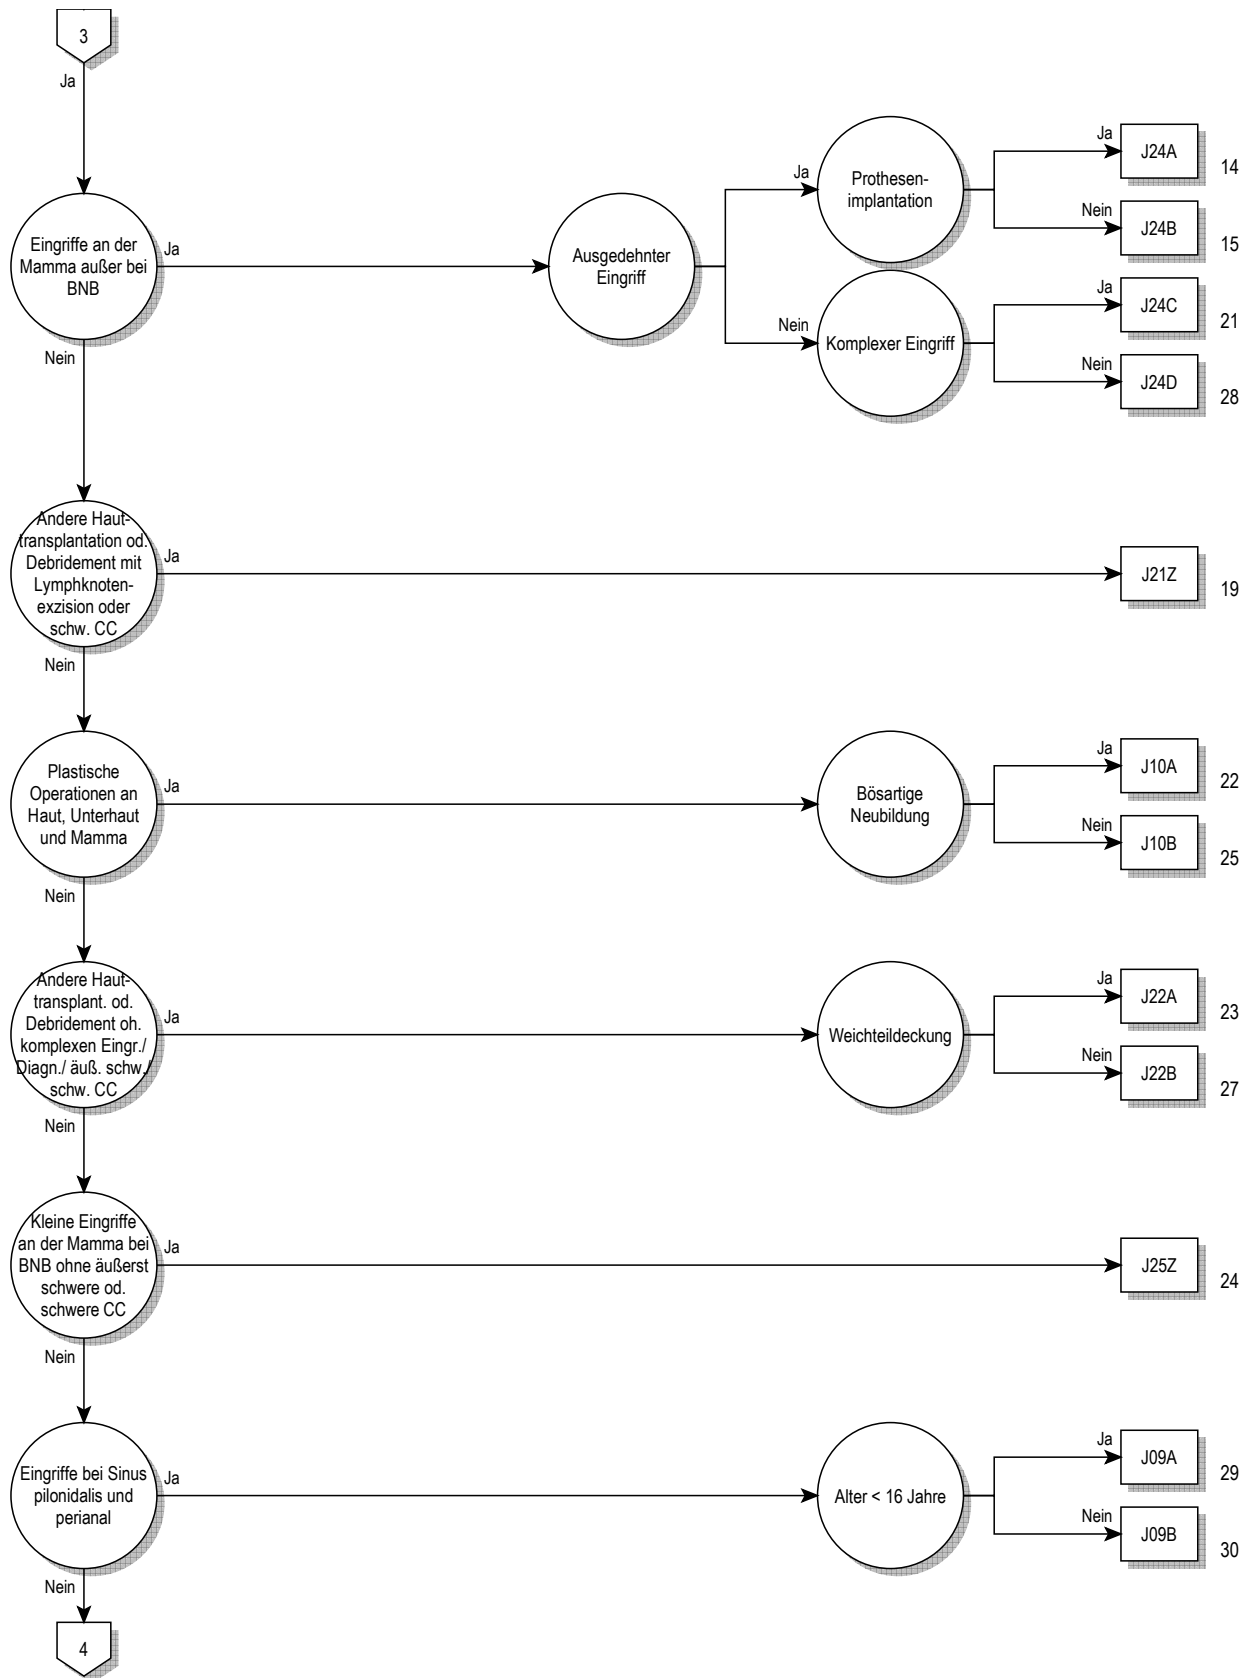 3
Ja
Eingriffe an der
Mamma außer bei
BNB
Ja
Ausgedehnter
Eingriff
Ja
Prothesen-
implantation
Ja
J24A
14
Nein
J24B
15
Nein
Komplexer Eingriff
Ja
J24C
21
Nein
J24D
28
Nein
Andere Haut-
transplantation od.
Debridement mit
Lymphknoten-
exzision oder
schw. CC
Ja
J21Z
19
Nein
Plastische
Operationen an
Haut, Unterhaut
und Mamma
Ja
Bösartige
Neubildung
Ja
J10A
22
Nein
J10B
25
Nein
Andere Haut-
transplant. od.
Debridement oh.
komplexen Eingr./
Diagn./ äuß. schw./
schw. CC
Ja
Weichteildeckung
Ja
J22A
23
Nein
J22B
27
Nein
Kleine Eingriffe
an der Mamma bei
BNB ohne äußerst
schwere od.
schwere CC
Ja
J25Z
24
Nein
Eingriffe bei Sinus
pilonidalis und
perianal
Ja
Alter < 16 Jahre
Ja
J09A
29
Nein
J09B
30
Nein
4